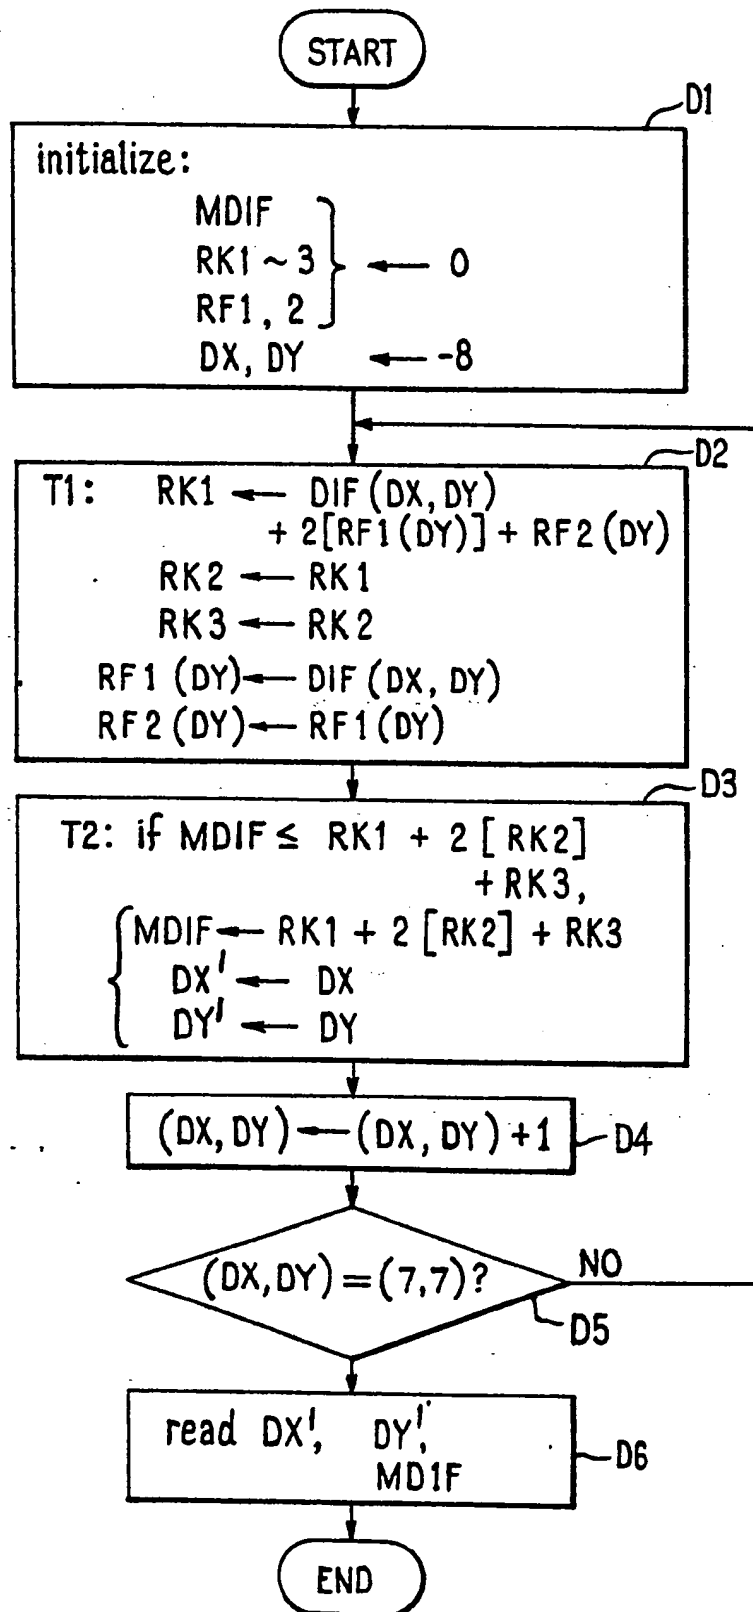 START
D1
initialize:
MDIF
RK1 ~ 3 } ← 0
RF1, 2
DX, DY ← -8
D2
T1: RK1 ← DIF(DX, DY)
+ 2[RF1(DY)] + RF2(DY)
RK2 ← RK1
RK3 ← RK2
RF1(DY) ← DIF(DX, DY)
RF2(DY) ← RF1(DY)
D3
T2: if MDIF ≤ RK1 + 2[RK2]
+ RK3,
{ MDIF ← RK1 + 2[RK2] + RK3
DX' ← DX
DY' ← DY
(DX, DY) ← (DX, DY) + 1
D4
(DX, DY) = (7,7)?
NO
D5
read DX', DY',
MD1F
D6
END